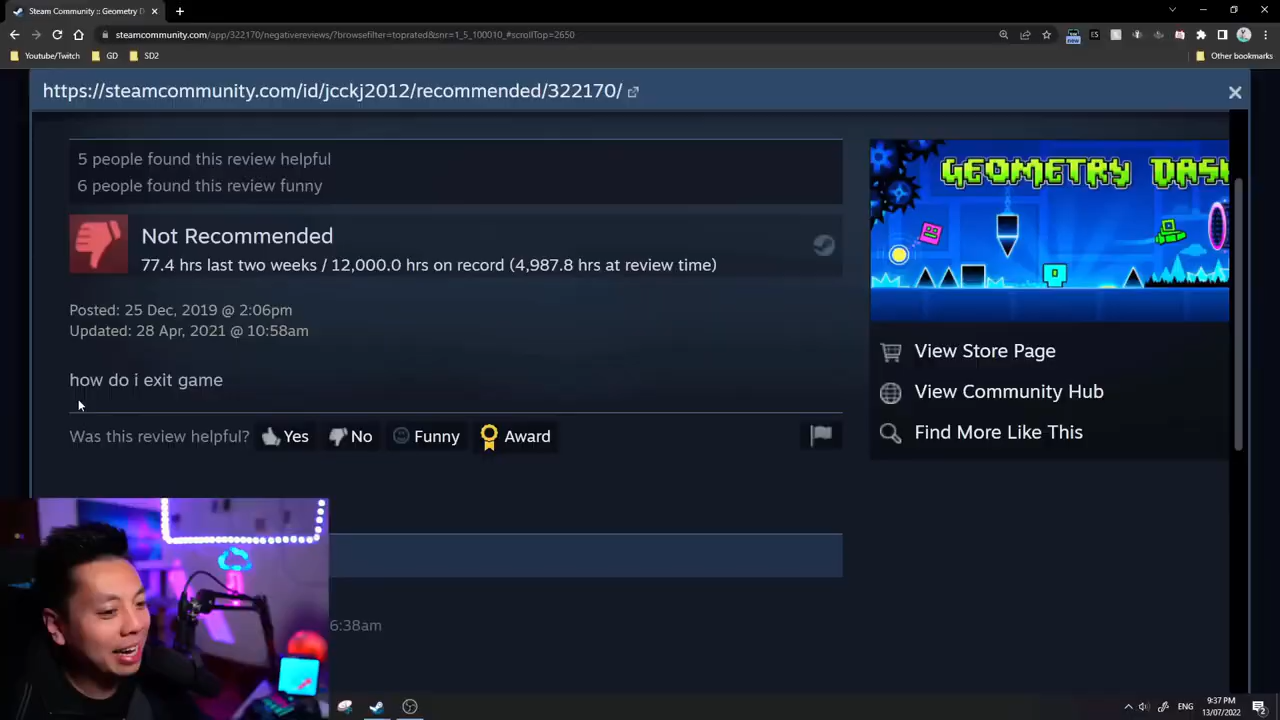 Steam Community :: Geometry D
steamcommunity.com/app/322170/negativereviews/?browsefilter=toprated&snr=1_5_100010_#scrollTop=2650
Youtube/Twitch
GD
SD2
Other bookmarks
https://steamcommunity.com/id/jcckj2012/recommended/322170/
5 people found this review helpful
6 people found this review funny
Not Recommended
77.4 hrs last two weeks / 12,000.0 hrs on record (4,987.8 hrs at review time)
Posted: 25 Dec, 2019 @ 2:06pm
Updated: 28 Apr, 2021 @ 10:58am
how do i exit game
Was this review helpful? Yes No Funny Award
GEOMETRY DASH
View Store Page
View Community Hub
Find More Like This
6:38am
ENG
9:37 PM
13/07/2022